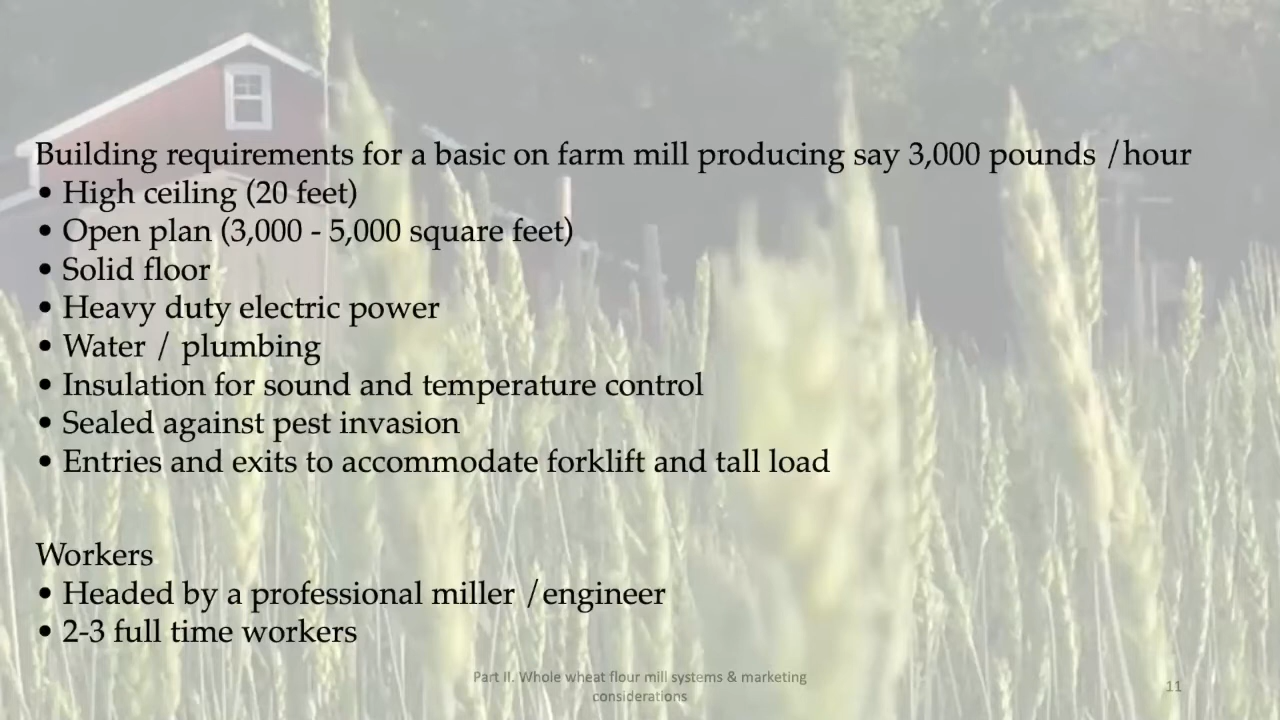 Building requirements for a basic on farm mill producing say 3,000 pounds /hour
• High ceiling (20 feet)
• Open plan (3,000 - 5,000 square feet)
• Solid floor
• Heavy duty electric power
• Water / plumbing
• Insulation for sound and temperature control
• Sealed against pest invasion
• Entries and exits to accommodate forklift and tall load
Workers
• Headed by a professional miller /engineer
• 2-3 full time workers
Part II. Whole wheat flour mill systems & marketing
considerations
11